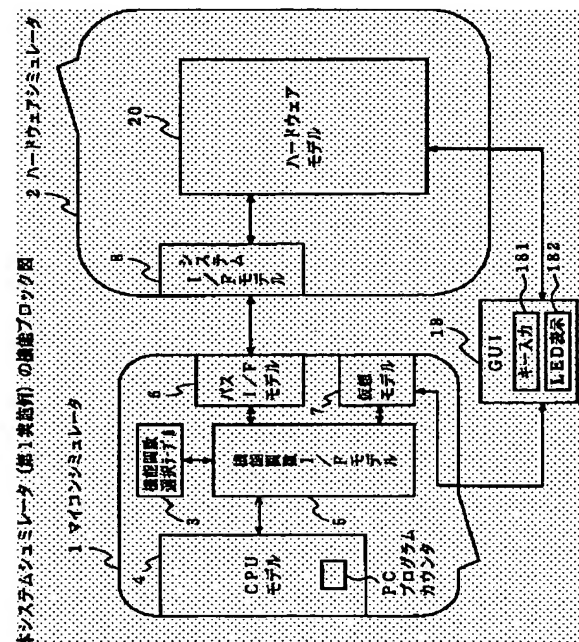 ドシステムシュミレータ(第1実施例)の機能ブロック図
1 マイコンシミュレータ
2 ハードウェアシミュレータ
4
CPU
モデル
PC
プログラム
カウンタ
機能関数
選択テーブル
3
機能関数I/Fモデル
5
6
バス
I/F
モデル
7
仮想
モデル
8
システム
I/Fモデル
20
ハードウェア
モデル
18
GUI
キー入力
181
LED表示
182